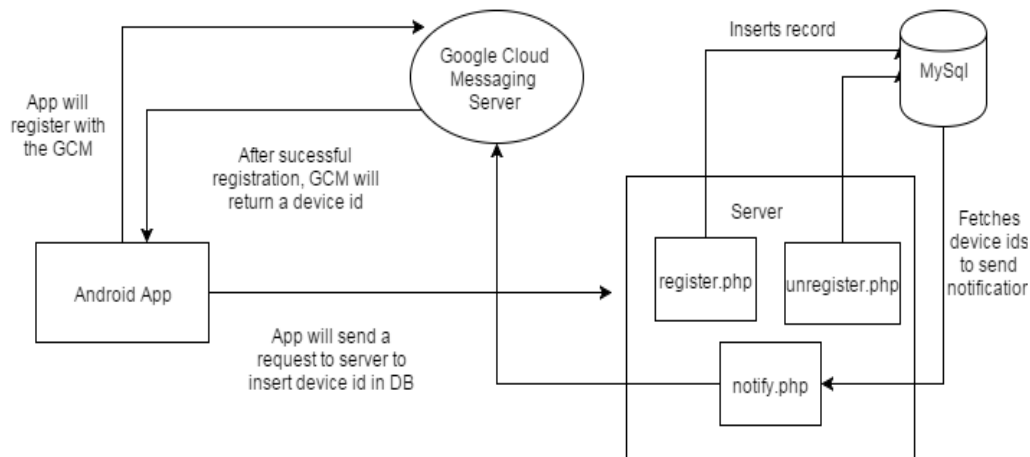 Inserts record
Google Cloud
Messaging
Server
MySql
App will
register with
the GCM
After sucessful
registration, GCM will
return a device id
Server
Fetches
device ids
to send
notification
register.php
unregister.php
Android App
App will send a
request to server to
insert device id in DB
notify.php